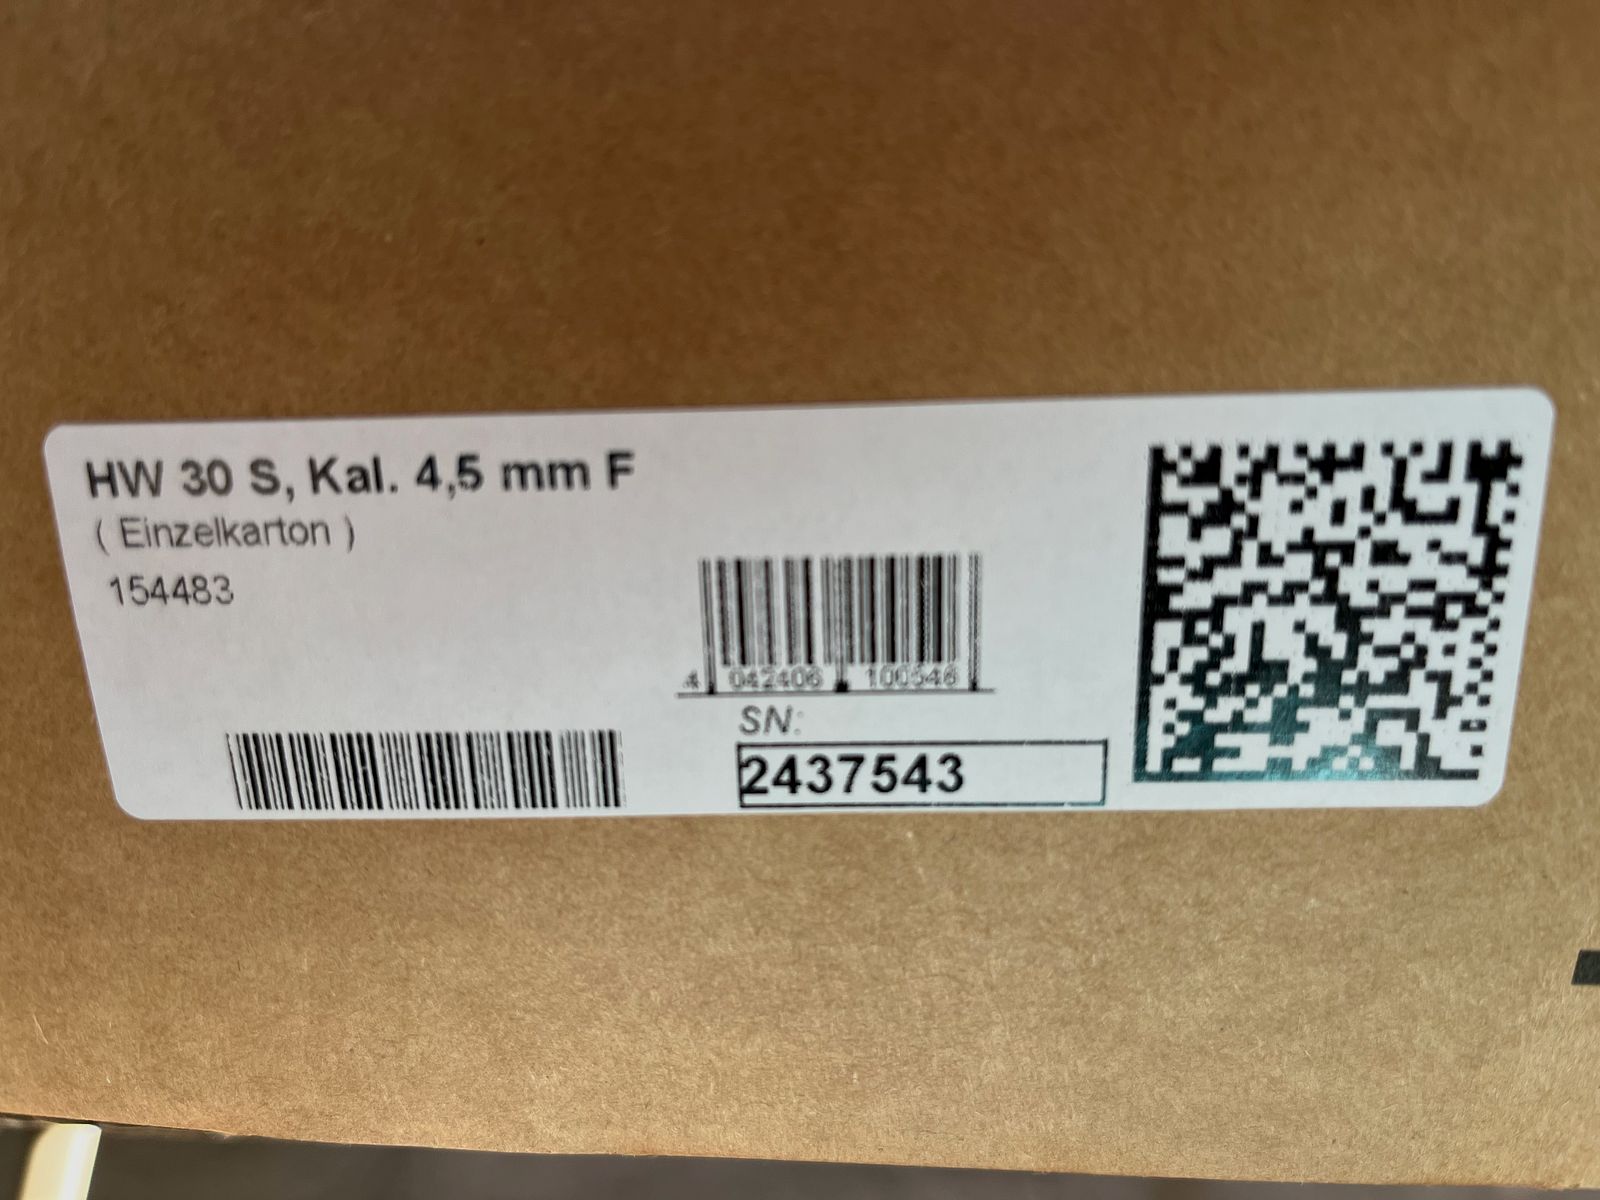 HW 30 S, Kal. 4,5 mm F
( Einzelkarton )
154483
4 042406 100546
SN:
2437543